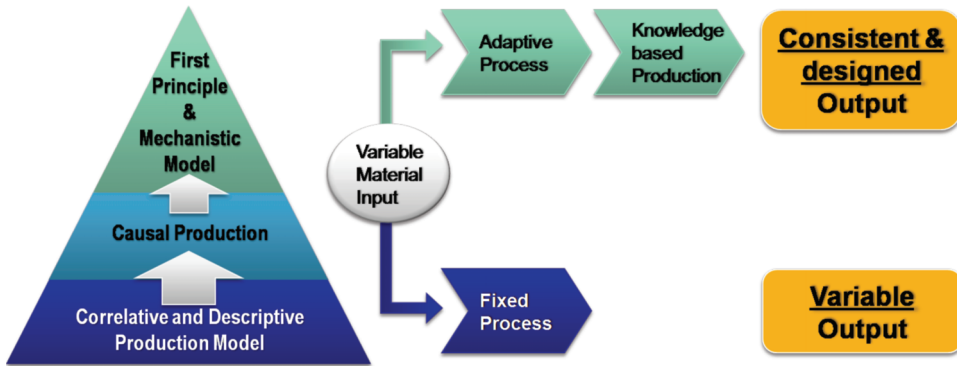 First
Principle
&
Mechanistic
Model
Causal Production
Correlative and Descriptive
Production Model
Variable
Material
Input
Adaptive
Process
Knowledge
based
Production
Consistent &
designed
Output
Fixed
Process
Variable
Output